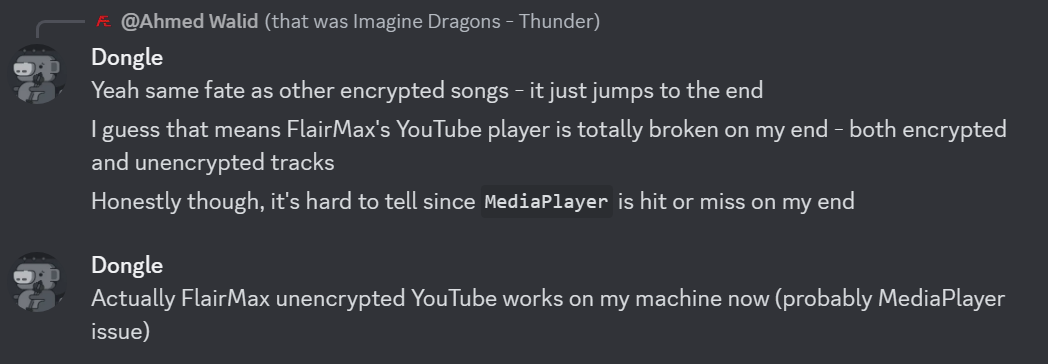 @Ahmed Walid (that was Imagine Dragons - Thunder)
Dongle
Yeah same fate as other encrypted songs - it just jumps to the end
I guess that means FlairMax's YouTube player is totally broken on my end - both encrypted
and unencrypted tracks
Honestly though, it's hard to tell since MediaPlayer is hit or miss on my end
Dongle
Actually FlairMax unencrypted YouTube works on my machine now (probably MediaPlayer
issue)